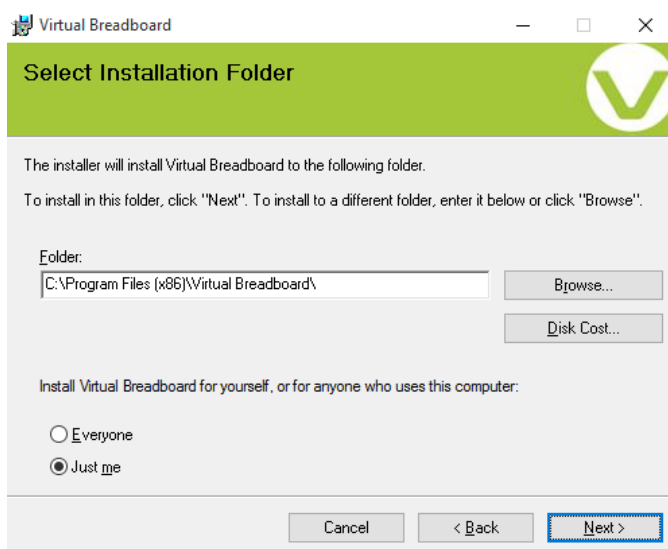 Virtual Breadboard
Select Installation Folder
The installer will install Virtual Breadboard to the following folder.
To install in this folder, click "Next". To install to a different folder, enter it below or click "Browse".
Folder:
C:\Program Files (x86)\Virtual Breadboard\
Browse...
Disk Cost...
Install Virtual Breadboard for yourself, or for anyone who uses this computer:
Everyone
Just me
Cancel
< Back
Next >